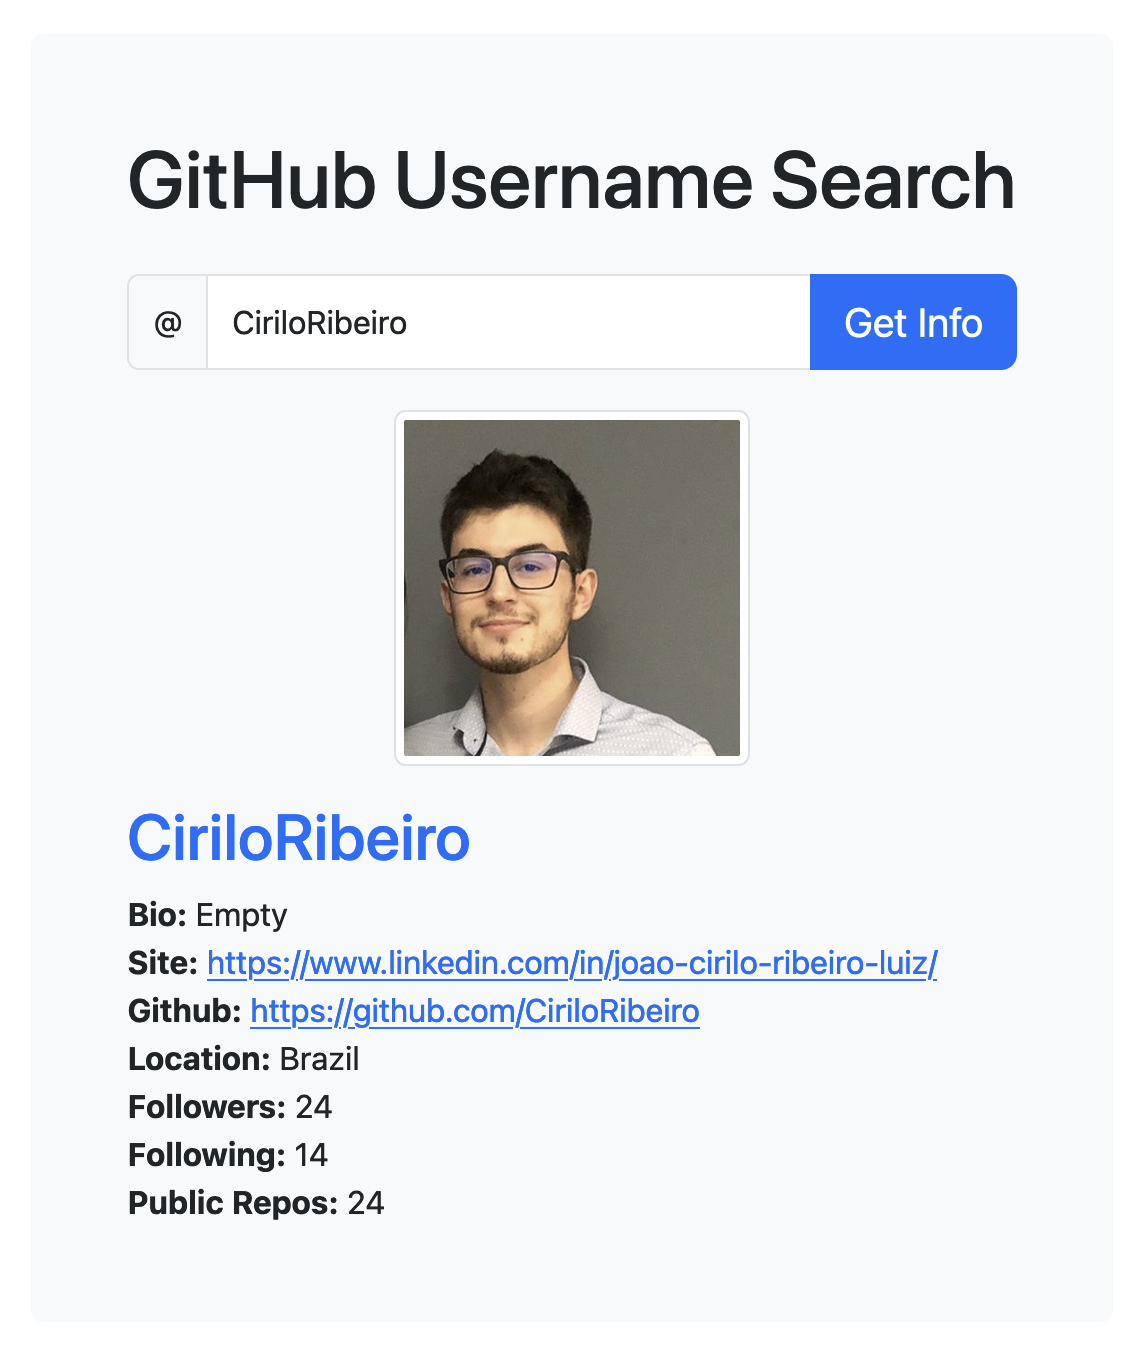 GitHub Username Search
@ CiriloRibeiro Get Info
CiriloRibeiro
Bio: Empty
Site: https://www.linkedin.com/in/joao-cirilo-ribeiro-luiz/
Github: https://github.com/CiriloRibeiro
Location: Brazil
Followers: 24
Following: 14
Public Repos: 24